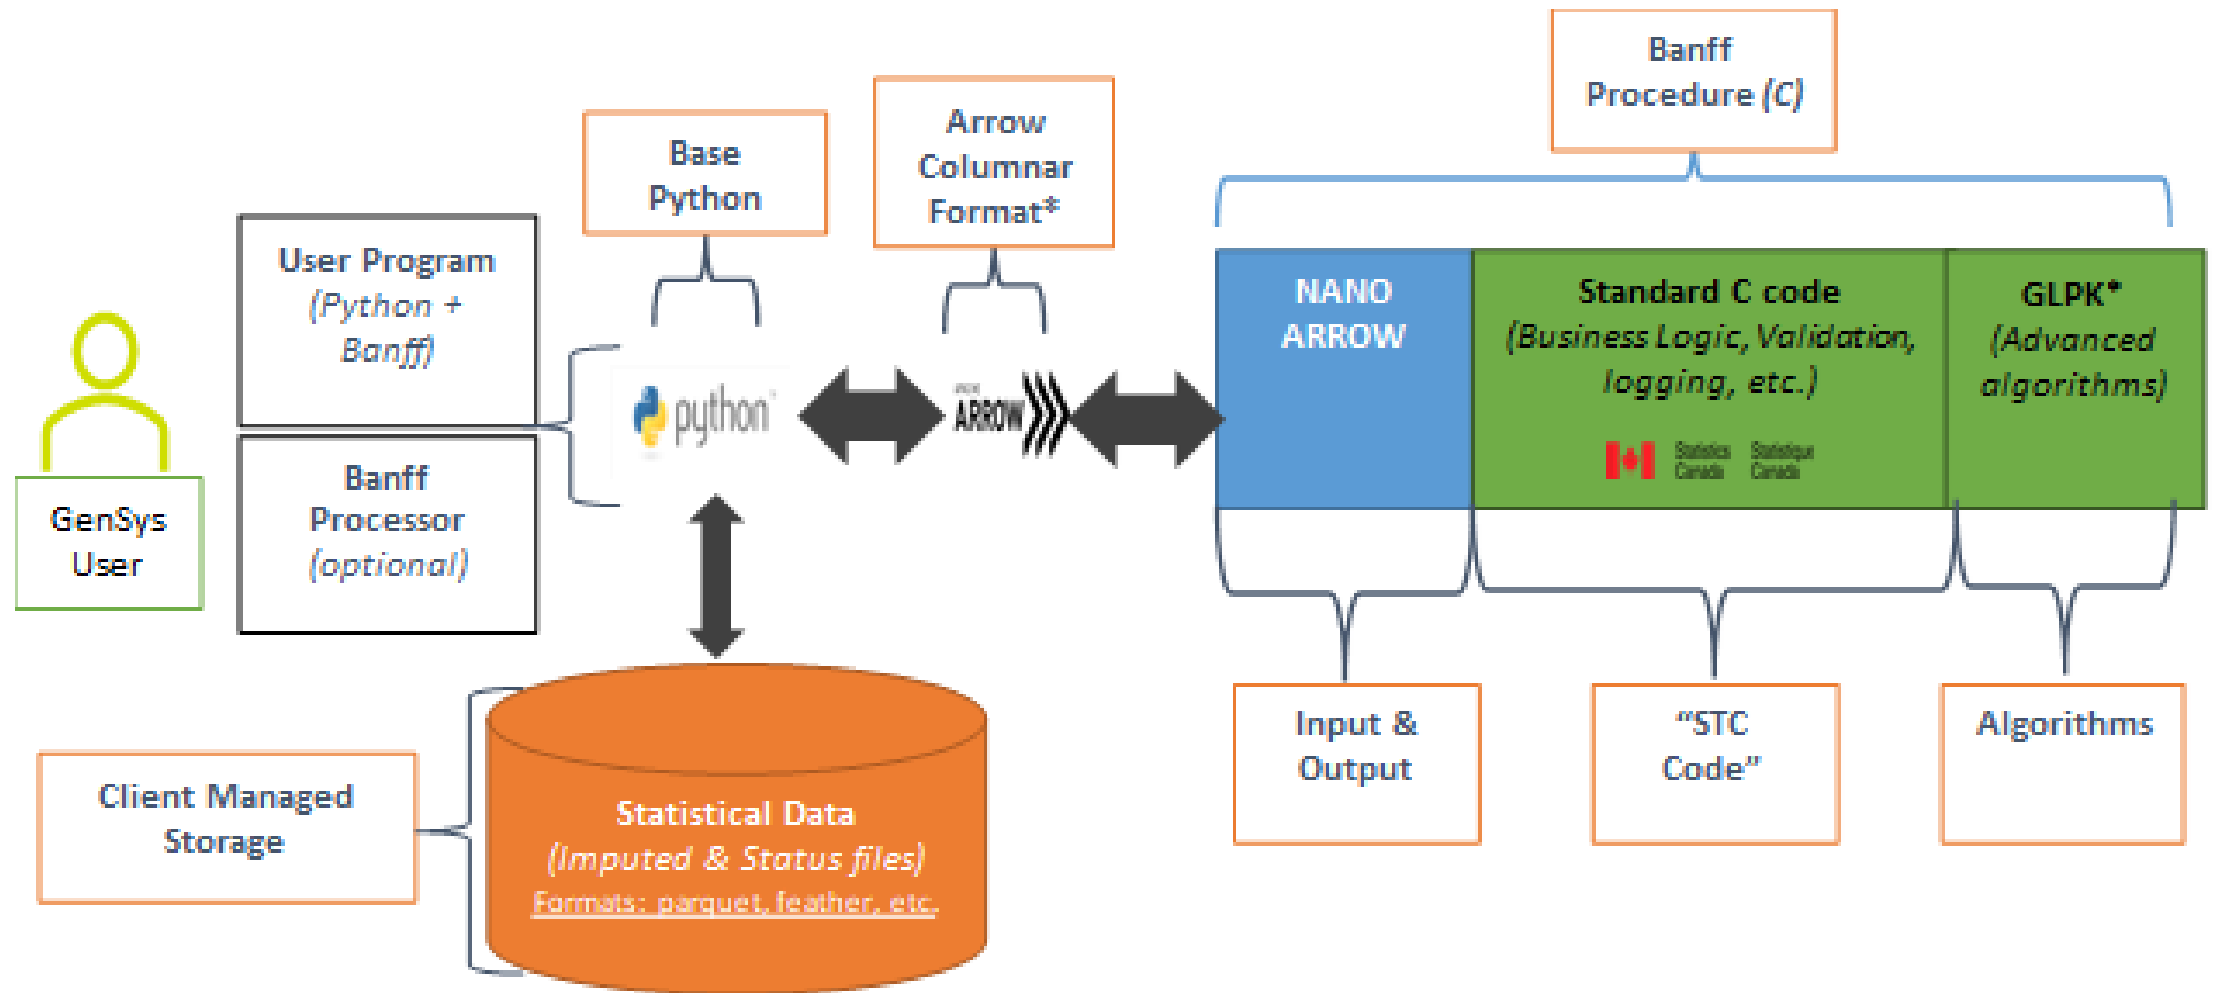 Banff
Procedure (C)
Arrow
Columnar
Format*
Base
Python
User Program
(Python +
Banff)
NANO
ARROW
Standard C code
(Business Logic, Validation,
logging, etc.)
GLPK*
(Advanced
algorithms)
python
ARROW
Statistics
Canada
Statistique
Canada
Banff
Processor
(optional)
GenSys
User
Input &
Output
“STC
Code”
Algorithms
Client Managed
Storage
Statistical Data
(Imputed & Status files)
Formats: parquet, feather, etc.